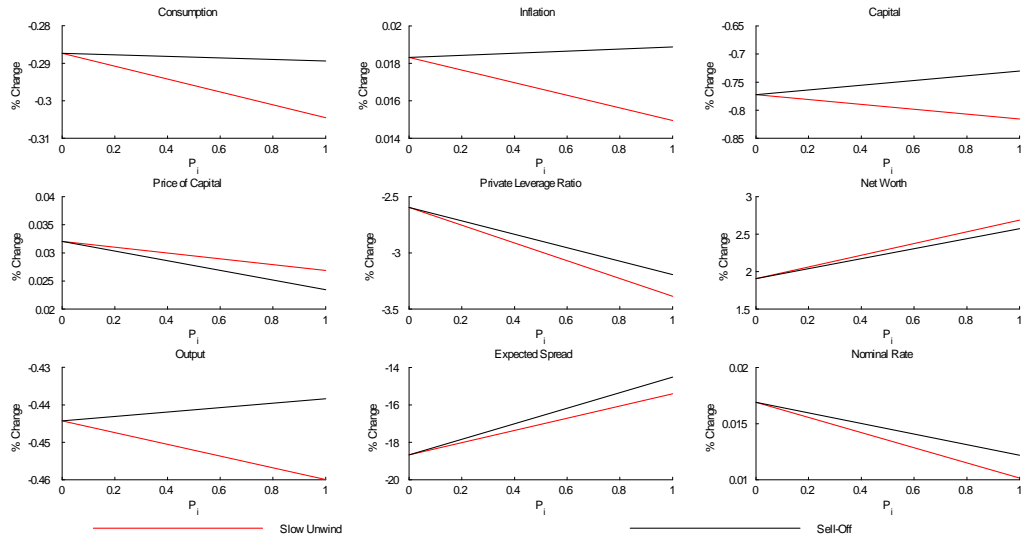 Consumption
Inflation
Capital
-0.28
-0.29
-0.3
-0.31
% Change
0 0.2 0.4 0.6 0.8 1
P_i
0.02
0.018
0.016
0.014
% Change
0 0.2 0.4 0.6 0.8 1
P_i
-0.65
-0.7
-0.75
-0.8
-0.85
% Change
0 0.2 0.4 0.6 0.8 1
P_i
Price of Capital
Private Leverage Ratio
Net Worth
0.04
0.035
0.03
0.025
0.02
% Change
0 0.2 0.4 0.6 0.8 1
P_i
-2.5
-3
-3.5
% Change
0 0.2 0.4 0.6 0.8 1
P_i
3
2.5
2
1.5
% Change
0 0.2 0.4 0.6 0.8 1
P_i
Output
Expected Spread
Nominal Rate
-0.43
-0.44
-0.45
-0.46
% Change
0 0.2 0.4 0.6 0.8 1
P_i
-14
-16
-18
-20
% Change
0 0.2 0.4 0.6 0.8 1
P_i
0.02
0.015
0.01
% Change
0 0.2 0.4 0.6 0.8 1
P_i
Slow Unwind
Sell-Off